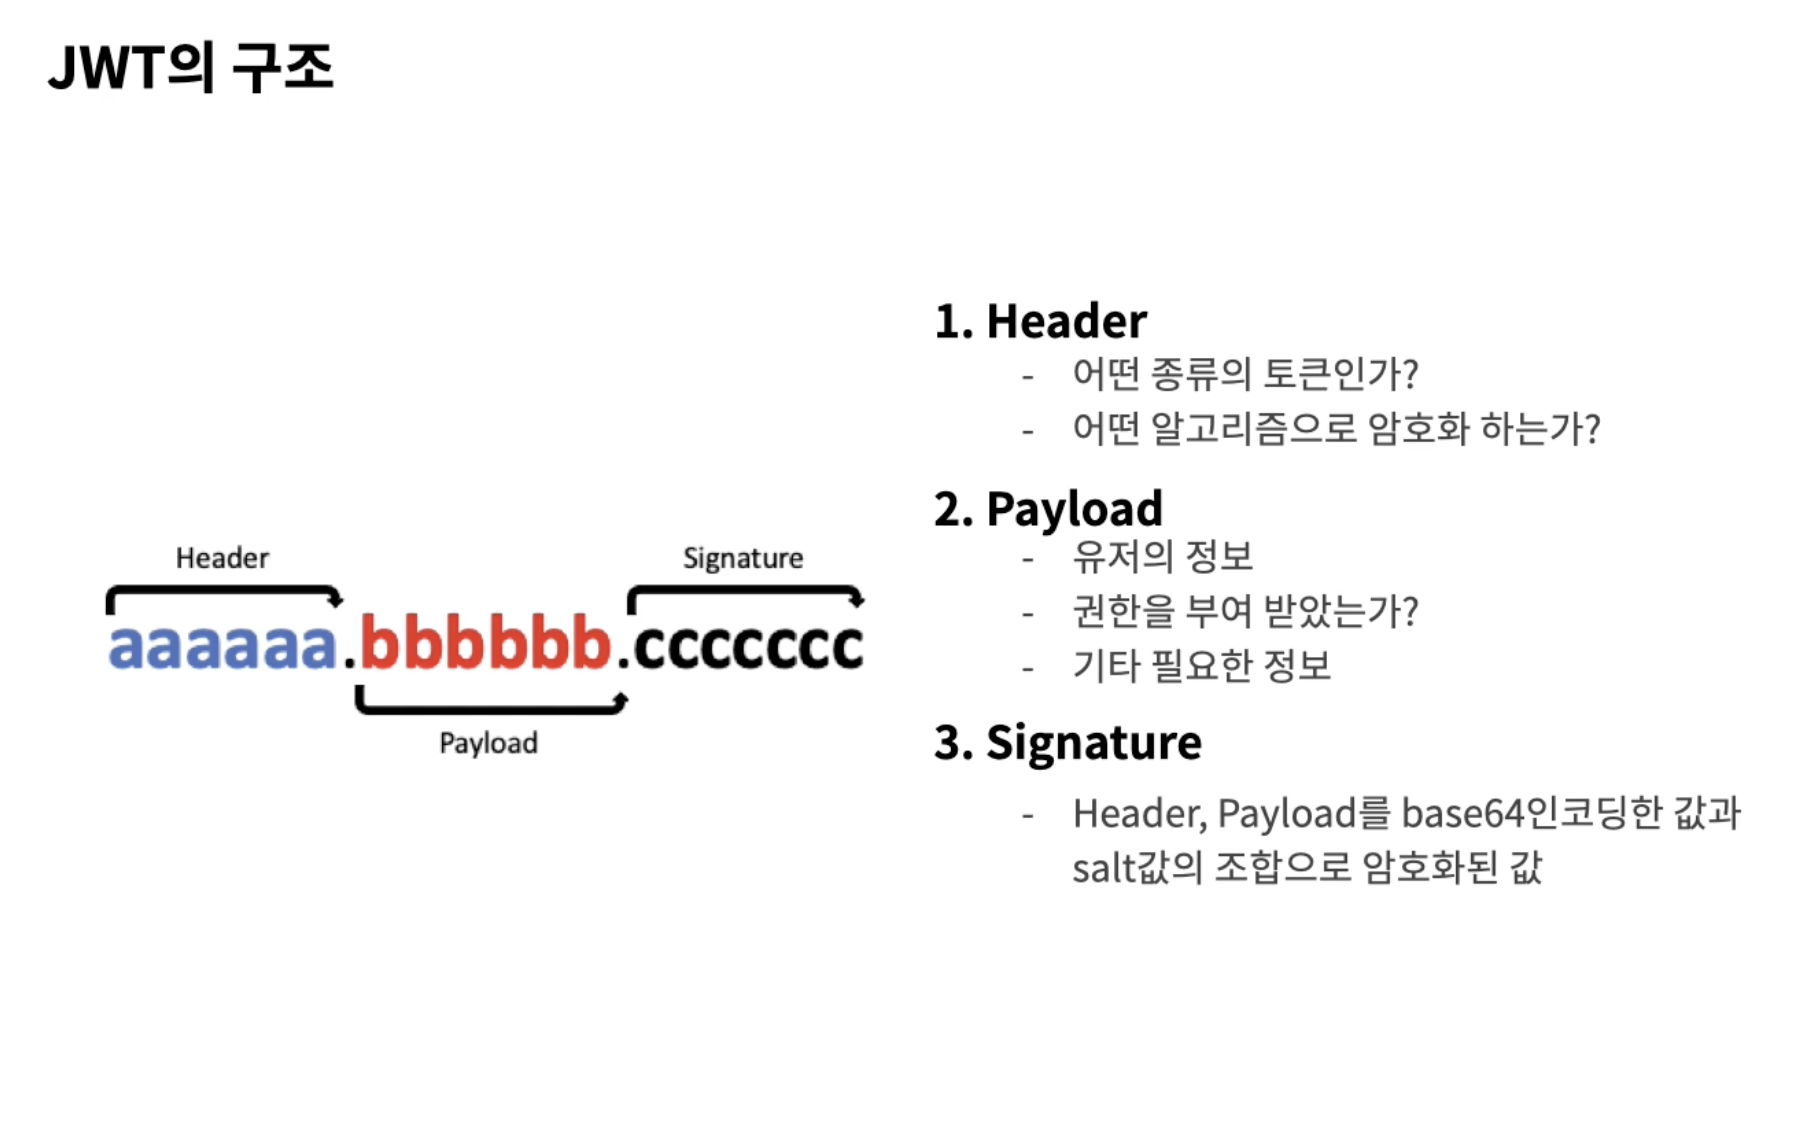 JWT의 구조
Header
Signature
aaaaaa.bbbbbb.ccccccc
Payload
1. Header
- 어떤 종류의 토큰인가?
- 어떤 알고리즘으로 암호화 하는가?
2. Payload
- 유저의 정보
- 권한을 부여 받았는가?
- 기타 필요한 정보
3. Signature
- Header, Payload를 base64인코딩한 값과
salt값의 조합으로 암호화된 값